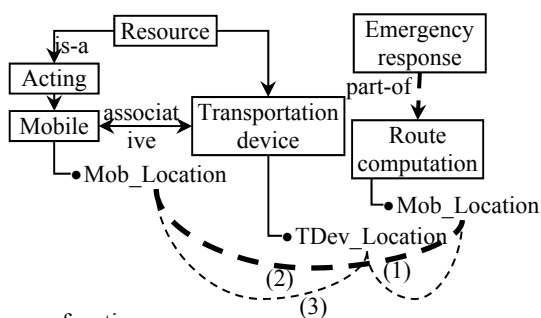 Resource
is-a
Acting
Mobile
associat
ive
Transportation
device
Emergency
response
part-of
Route
computation
Mob_Location
Mob_Location
TDev_Location
(1)
(2)
(3)